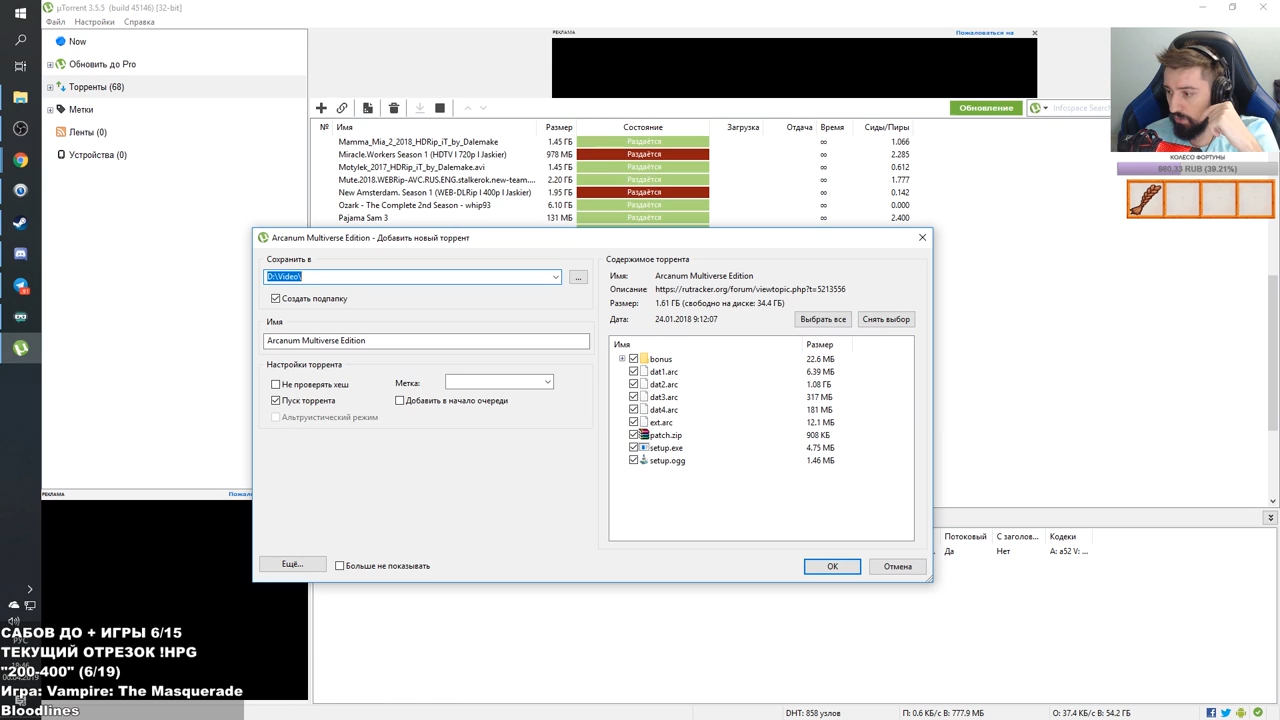 µTorrent 3.5.5 (build 45146) [32-bit]
Файл Настройки Справка
РЕКЛАМА Пожаловаться на
Now
Обновить до Pro
Торренты (68)
Метки
Ленты (0)
Устройства (0)
Обновление Infospace Search
№ Имя Размер Состояние Загрузка Отдача Время Сиды/Пиры
Mamma_Mia_2_2018_HDRip_iT_by_Dalemake 1.45 ГБ Раздаётся ∞ 1.066
Miracle.Workers Season 1 (HDTV l 720p l Jaskier) 978 МБ Раздаётся ∞ 2.285
Motylek_2017_HDRip_iT_by_Dalemake.avi 1.45 ГБ Раздаётся ∞ 0.612
Mute.2018.WEBRip-AVC.RUS.ENG.stalkerokk-tw-... 2.20 ГБ Раздаётся ∞ 1.777
New Amsterdam. Season 1 (WEB-DLRip l 400p l Jaskier) 1.95 ГБ Раздаётся ∞ 0.142
Ozark - The Complete 2nd Season - whip93 6.10 ГБ Раздаётся ∞ 0.000
Pajama Sam 3 131 МБ Раздаётся ∞ 2.400
КОЛЕСО ФОРТУНЫ
Arcanum Multiverse Edition - Добавить новый торрент
Сохранить в
D:\Video\
...
Создать подпапку
Имя
Arcanum Multiverse Edition
Настройки торрента
Не проверять хеш
Метка:
Пуск торрента
Добавить в начало очереди
Альтруистический режим
Ещё...
Больше не показывать
Содержимое торрента
Имя: Arcanum Multiverse Edition
Описание: https://rutracker.org/forum/viewtopic.php?t=5213556
Размер: 1.61 ГБ (свободно на диске: 34.4 ГБ)
Дата: 24.01.2018 9:12:07
Выбрать все Снять выбор
Имя Размер
bonus 22.6 МБ
dat1.arc 6.39 МБ
dat2.arc 1.08 ГБ
dat3.arc 317 МБ
dat4.arc 181 МБ
ext.arc 12.1 МБ
patch.zip 908 КБ
setup.exe 4.75 МБ
setup.ogg 1.46 МБ
OK Отмена
РЕКЛАМА
Потоковый С заголов... Кодеки
Да Нет A: a52 V: ...
РУС
САБОВ ДО + ИГРЫ 6/15
ТЕКУЩИЙ ОТРЕЗОК !HPG
"200-400" (6/19)
Игра: Vampire: The Masquerade
Bloodlines
DHT: 858 узлов П: 0.6 КБ/с В: 777.9 МБ О: 37.4 КБ/с В: 54.2 ГБ